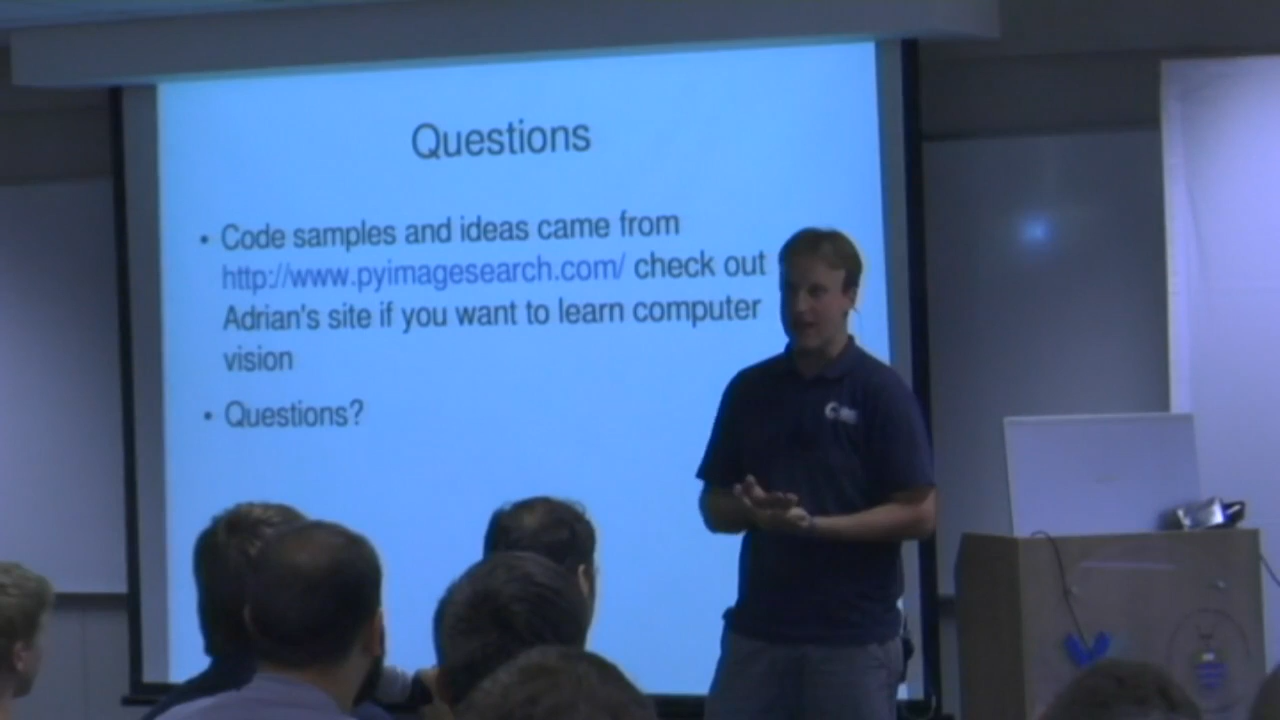 Questions
• Code samples and ideas came from
http://www.pyimagesearch.com/ check out
Adrian's site if you want to learn computer
vision
• Questions?